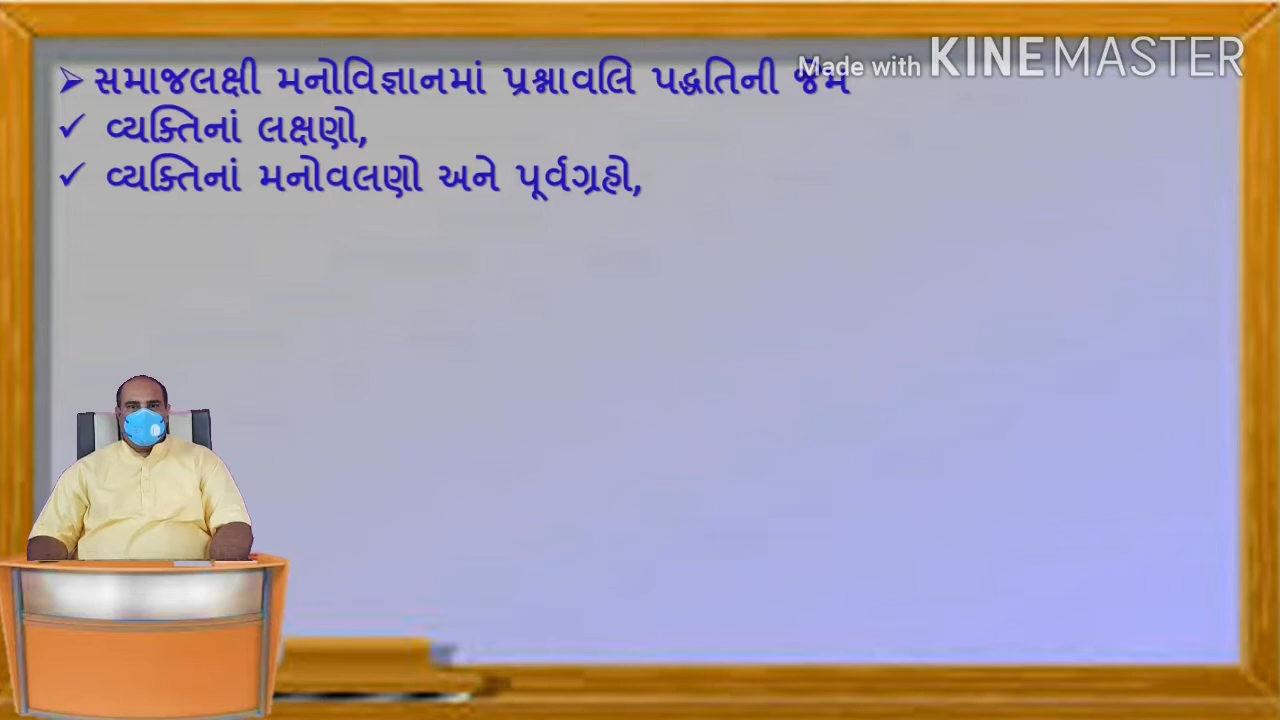 ➢ સમાજલક્ષી મનોવિજ્ઞાનમાં પ્રશ્નાવલિ પદ્ધતિની જેમ
✓ વ્યક્તિનાં લક્ષણો,
✓ વ્યક્તિનાં મનોવલણો અને પૂર્વગ્રહો,
Made with KINEMASTER